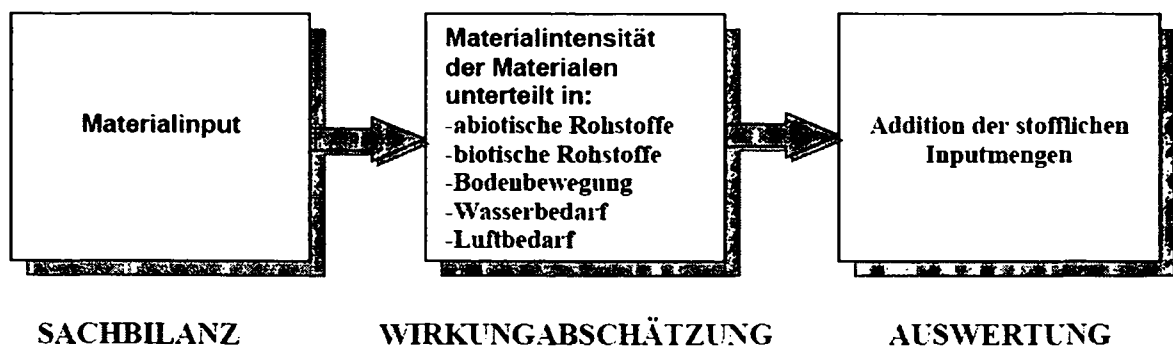 Materialinput
Materialintensität
der Materialen
unterteilt in:
-abiotische Rohstoffe
-biotische Rohstoffe
-Bodenbewegung
-Wasserbedarf
-Luftbedarf
Addition der stofflichen
Inputmengen
SACHBILANZ
WIRKUNGABSCHÄTZUNG
AUSWERTUNG